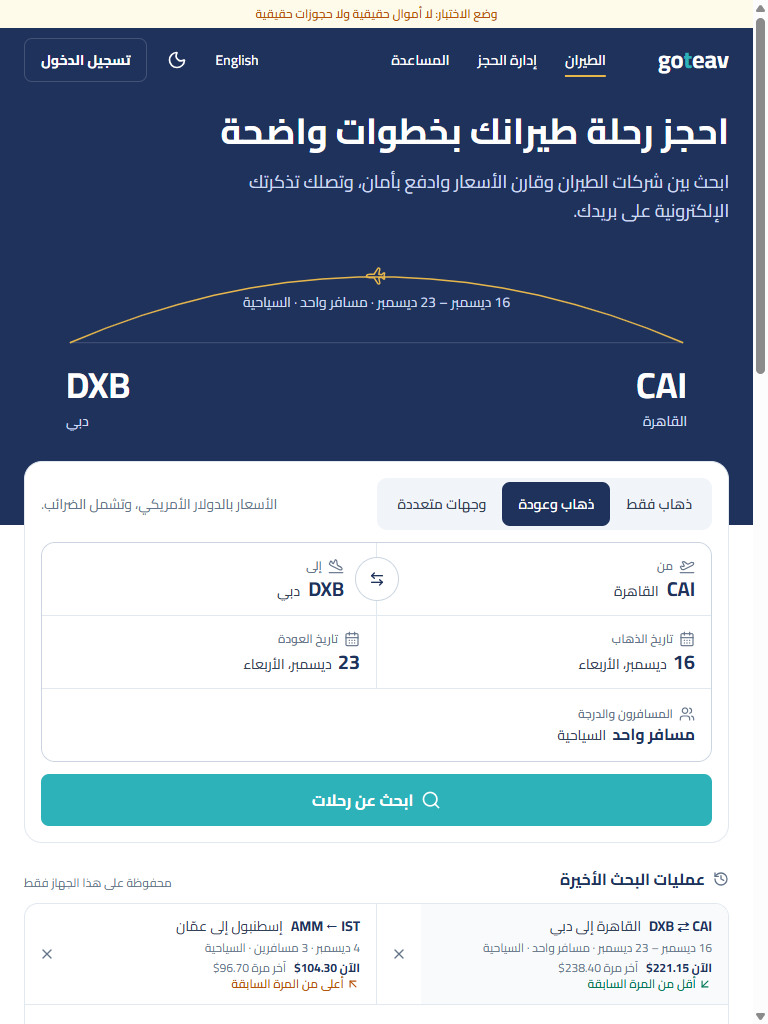 وضع الاختبار: لا أموال حقيقية ولا حجوزات حقيقية
goteav
الطيران
إدارة الحجز
المساعدة
English
تسجيل الدخول
احجز رحلة طيرانك بخطوات واضحة
ابحث بين شركات الطيران وقارن الأسعار وادفع بأمان، وتصلك تذكرتك
الإلكترونية على بريدك.
16 ديسمبر – 23 ديسمبر · مسافر واحد · السياحية
CAI
القاهرة
DXB
دبي
ذهاب فقط
ذهاب وعودة
وجهات متعددة
الأسعار بالدولار الأمريكي، وتشمل الضرائب.
من
CAI القاهرة
إلى
DXB دبي
تاريخ الذهاب
16 ديسمبر، الأربعاء
تاريخ العودة
23 ديسمبر، الأربعاء
المسافرون والدرجة
مسافر واحد السياحية
ابحث عن رحلات
عمليات البحث الأخيرة
محفوظة على هذا الجهاز فقط
CAI ⇄ DXB القاهرة إلى دبي
16 ديسمبر – 23 ديسمبر · مسافر واحد · السياحية
الآن $221.15 آخر مرة $238.40
↙ أقل من المرة السابقة
IST ← AMM إسطنبول إلى عمّان
4 ديسمبر · 3 مسافرين · السياحية
الآن $104.30 آخر مرة $96.70
↖ أعلى من المرة السابقة